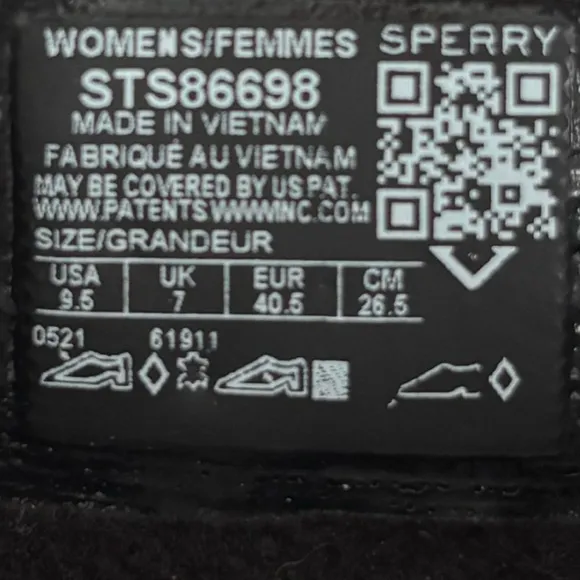 WOMENS/FEMMES
SPERRY
STS86698
MADE IN VIETNAM
FABRIQUÉ AU VIETNAM
MAY BE COVERED BY US PAT.
WWW.PATENTSWWWINC.COM
SIZE/GRANDEUR
USA UK EUR CM
9.5 7 40.5 26.5
0521 61911